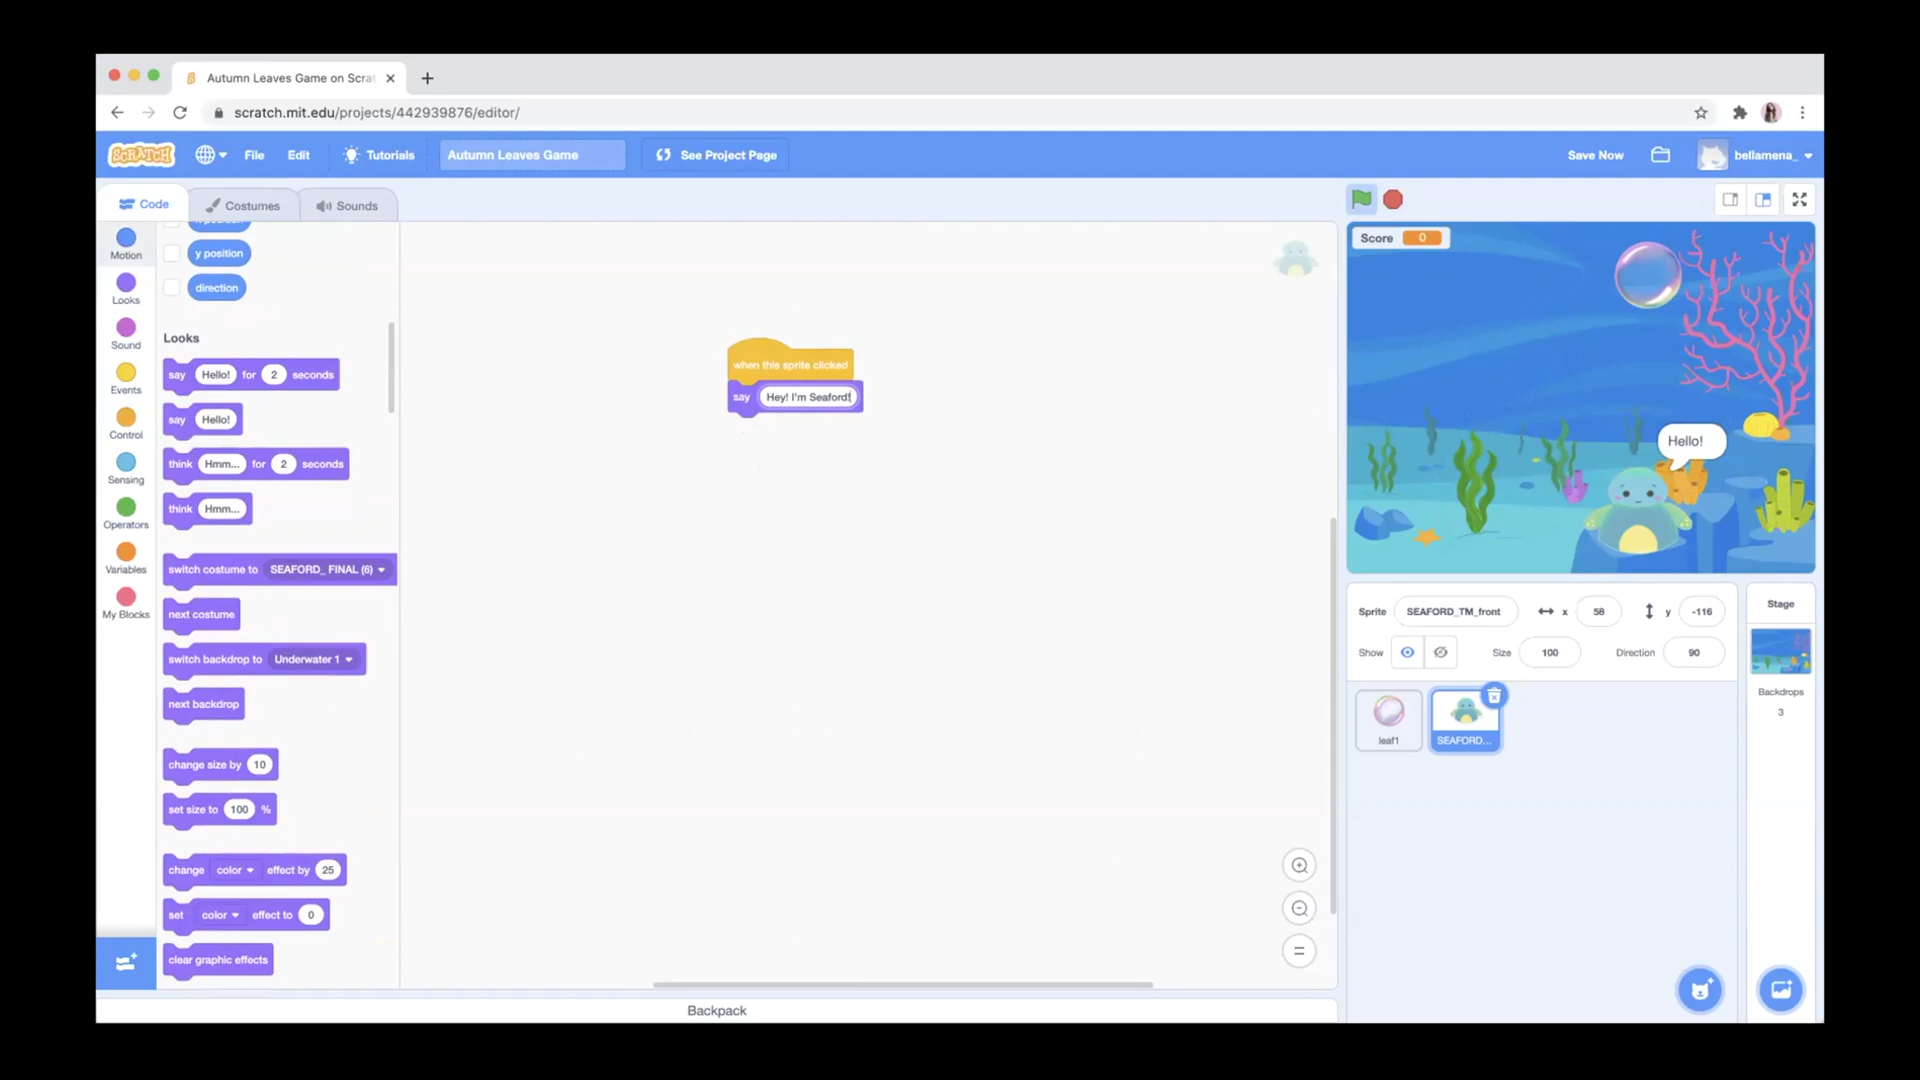 Autumn Leaves Game on Scrat
scratch.mit.edu/projects/442939876/editor/
SCRATCH
File
Edit
Tutorials
Autumn Leaves Game
See Project Page
Save Now
bellamena_
Code
Costumes
Sounds
Motion
Looks
Sound
Events
Control
Sensing
Operators
Variables
My Blocks
y position
direction
Looks
say Hello! for 2 seconds
say Hello!
think Hmm... for 2 seconds
think Hmm...
switch costume to SEAFORD_ FINAL (6)
next costume
switch backdrop to Underwater 1
next backdrop
change size by 10
set size to 100 %
change color effect by 25
set color effect to 0
clear graphic effects
when this sprite clicked
say Hey! I'm Seaford!
Backpack
Score 0
Hello!
Sprite SEAFORD_TM_front x 58 y -116
Show Size 100 Direction 90
leaf1
SEAFORD...
Stage
Backdrops
3